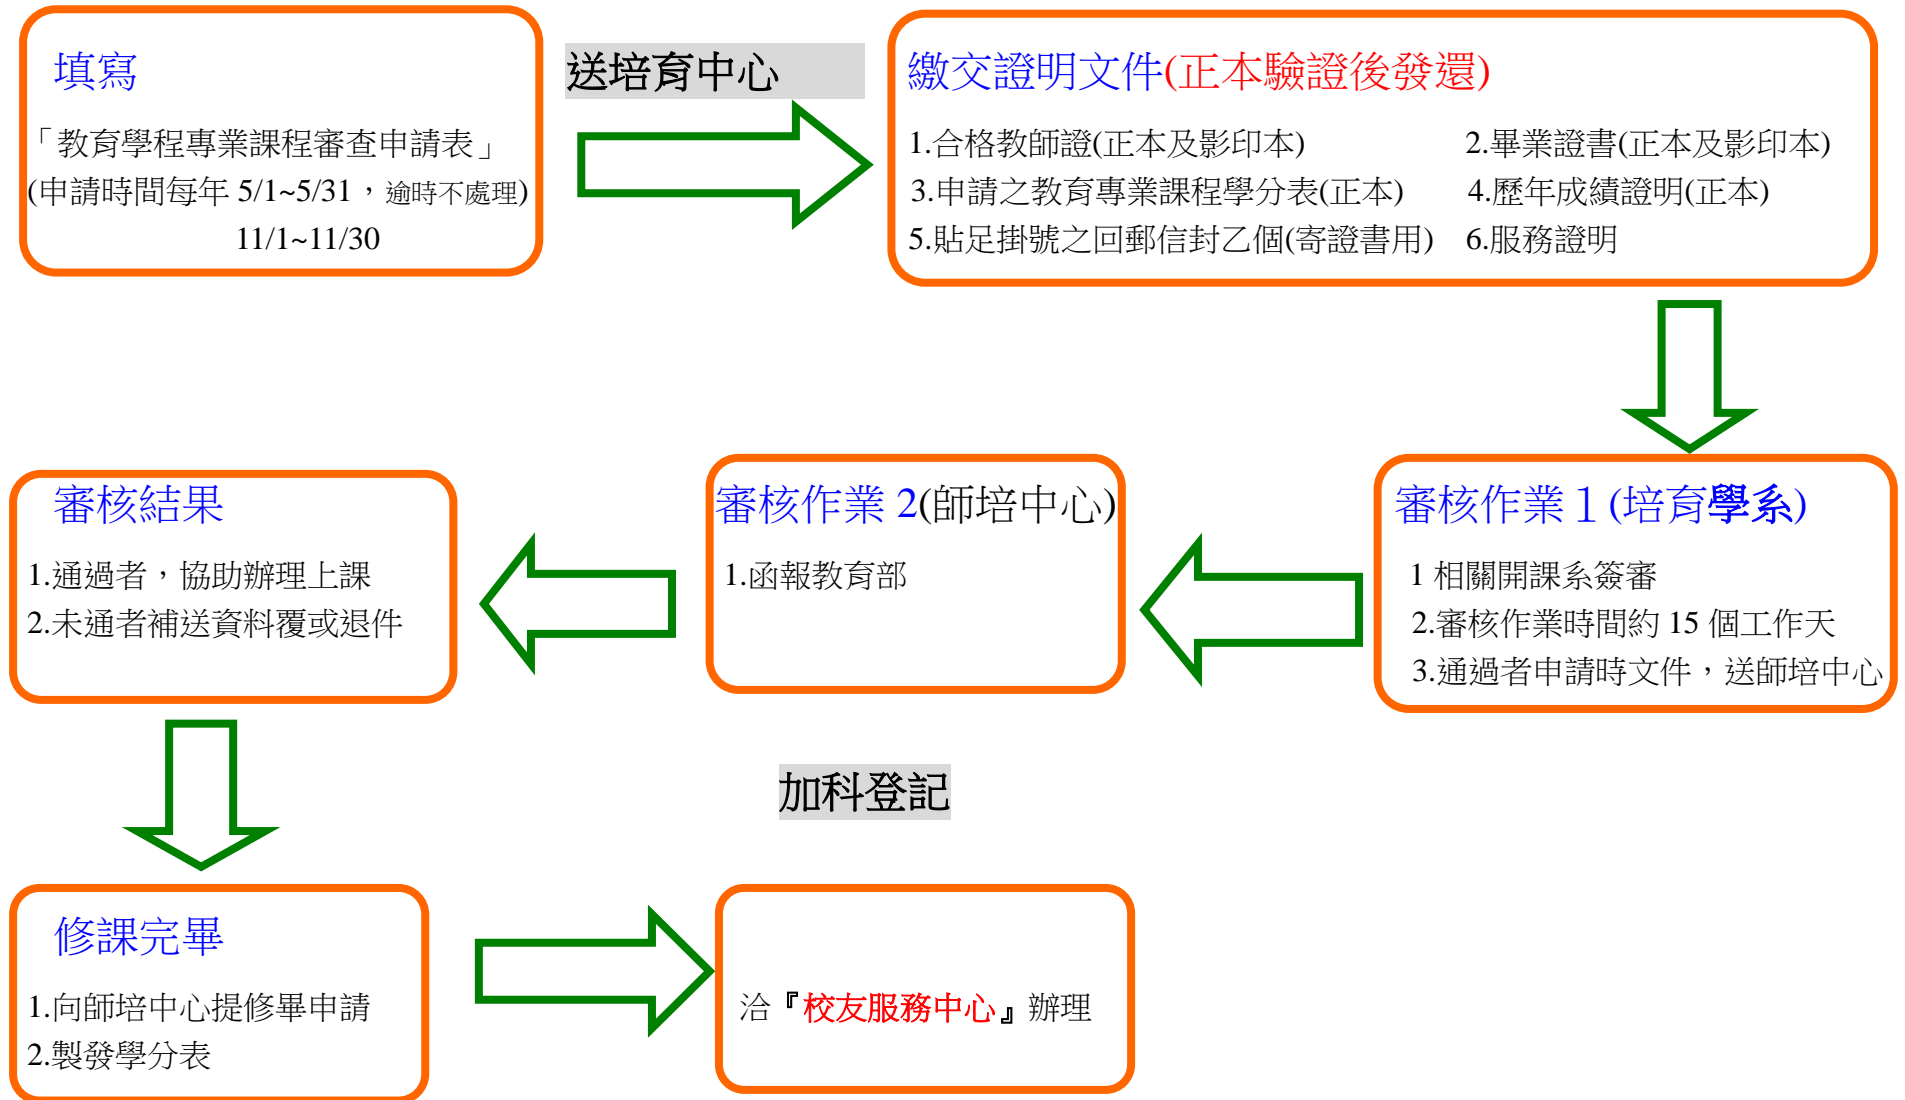 填寫
「教育學程專業課程審查申請表」
(申請時間每年 5/1~5/31，逾時不處理)
11/1~11/30
送培育中心
繳交證明文件(正本驗證後發還)
1.合格教師證(正本及影印本) 2.畢業證書(正本及影印本)
3.申請之教育專業課程學分表(正本) 4.歷年成績證明(正本)
5.貼足掛號之回郵信封乙個(寄證書用) 6.服務證明
審核作業１(培育學系)
1 相關開課系簽審
2.審核作業時間約 15 個工作天
3.通過者申請時文件，送師培中心
審核作業 2(師培中心)
1.函報教育部
審核結果
1.通過者，協助辦理上課
2.未通者補送資料覆或退件
修課完畢
1.向師培中心提修畢申請
2.製發學分表
加科登記
洽『校友服務中心』辦理